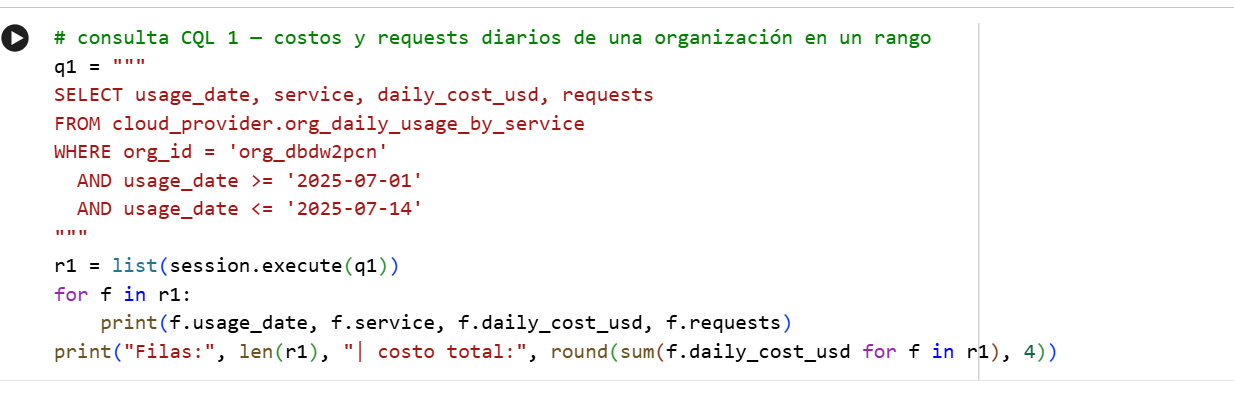 # consulta CQL 1 — costos y requests diarios de una organización en un rango
q1 = """
SELECT usage_date, service, daily_cost_usd, requests
FROM cloud_provider.org_daily_usage_by_service
WHERE org_id = 'org_dbdw2pcn'
  AND usage_date >= '2025-07-01'
  AND usage_date <= '2025-07-14'
"""
r1 = list(session.execute(q1))
for f in r1:
    print(f.usage_date, f.service, f.daily_cost_usd, f.requests)
print("Filas:", len(r1), "| costo total:", round(sum(f.daily_cost_usd for f in r1), 4))